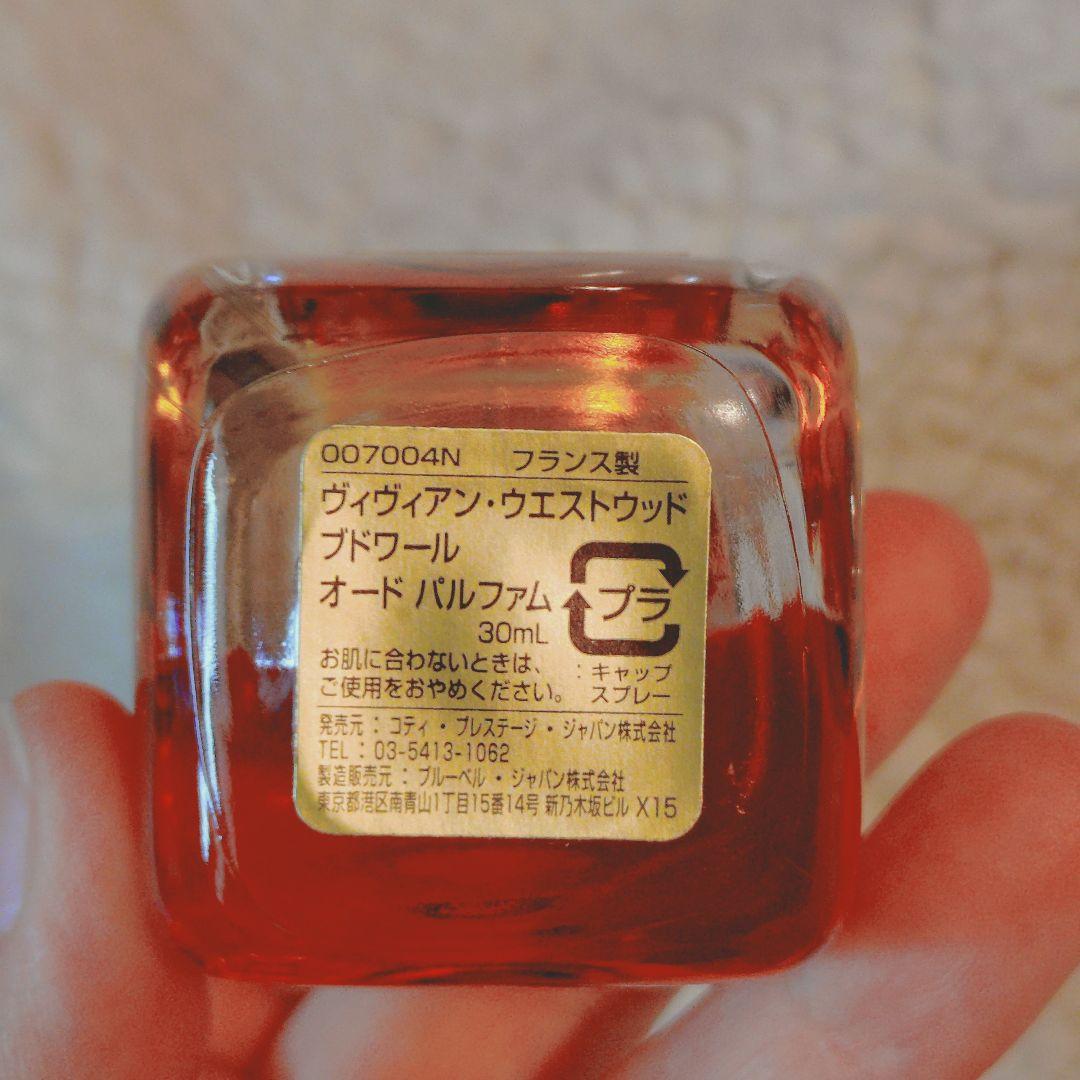 007004N フランス製
ヴィヴィアン・ウエストウッド
ブドワール
オード パルファム
30mL
プラ
お肌に合わないときは、
ご使用をおやめください。
: キャップ
スプレー
発売元 : コティ・プレステージ・ジャパン株式会社
TEL : 03-5413-1062
製造販売元 : ブルーベル・ジャパン株式会社
東京都港区南青山1丁目15番14号 新乃木坂ビル X15